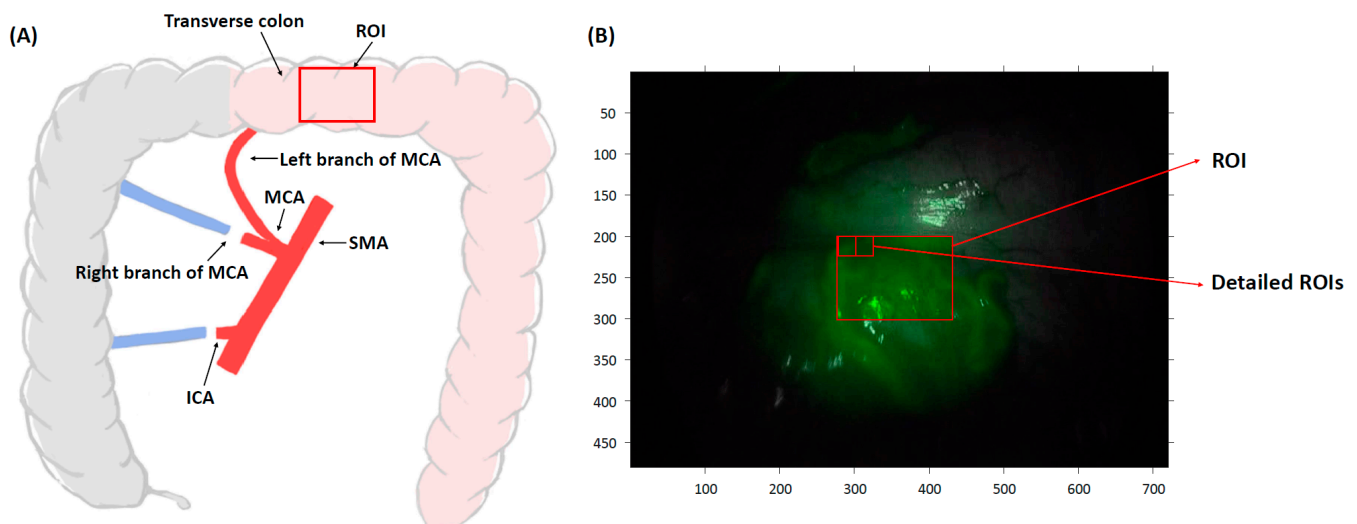 (A)
Transverse colon
ROI
Left branch of MCA
MCA
SMA
Right branch of MCA
ICA
(B)
50
100
150
200
250
300
350
400
450
100 200 300 400 500 600 700
ROI
Detailed ROIs